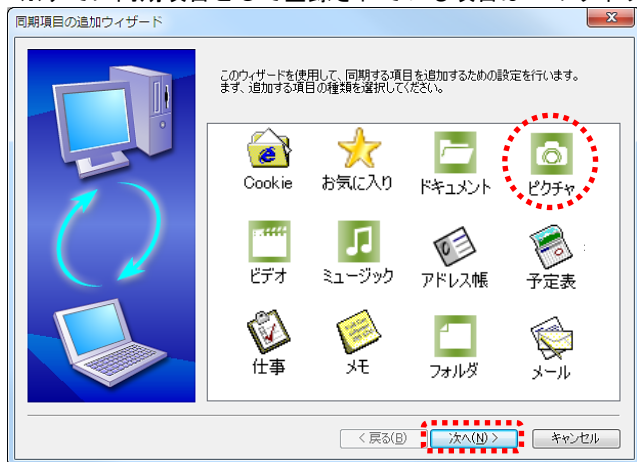 同期項目の追加ウィザード
このウィザードを使用して、同期する項目を追加するための設定を行います。
まず、追加する項目の種類を選択してください。
Cookie お気に入り ドキュメント ピクチャ
ビデオ ミュージック アドレス帳 予定表
仕事 メモ フォルダ メール
< 戻る(B) 次へ(N) > キャンセル